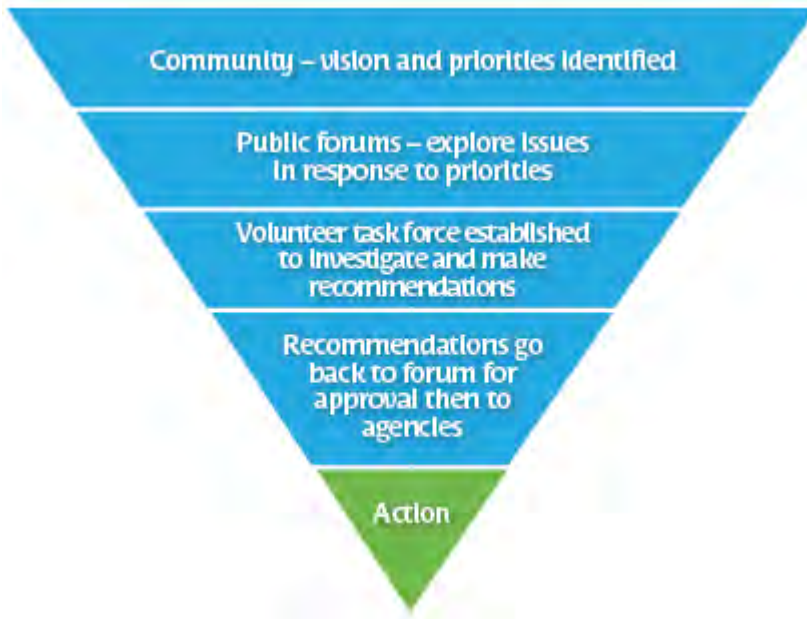 Community – vision and priorities identified
Public forums – explore issues
in response to priorities
Volunteer task force established
to investigate and make
recommendations
Recommendations go
back to forum for
approval then to
agencies
Action